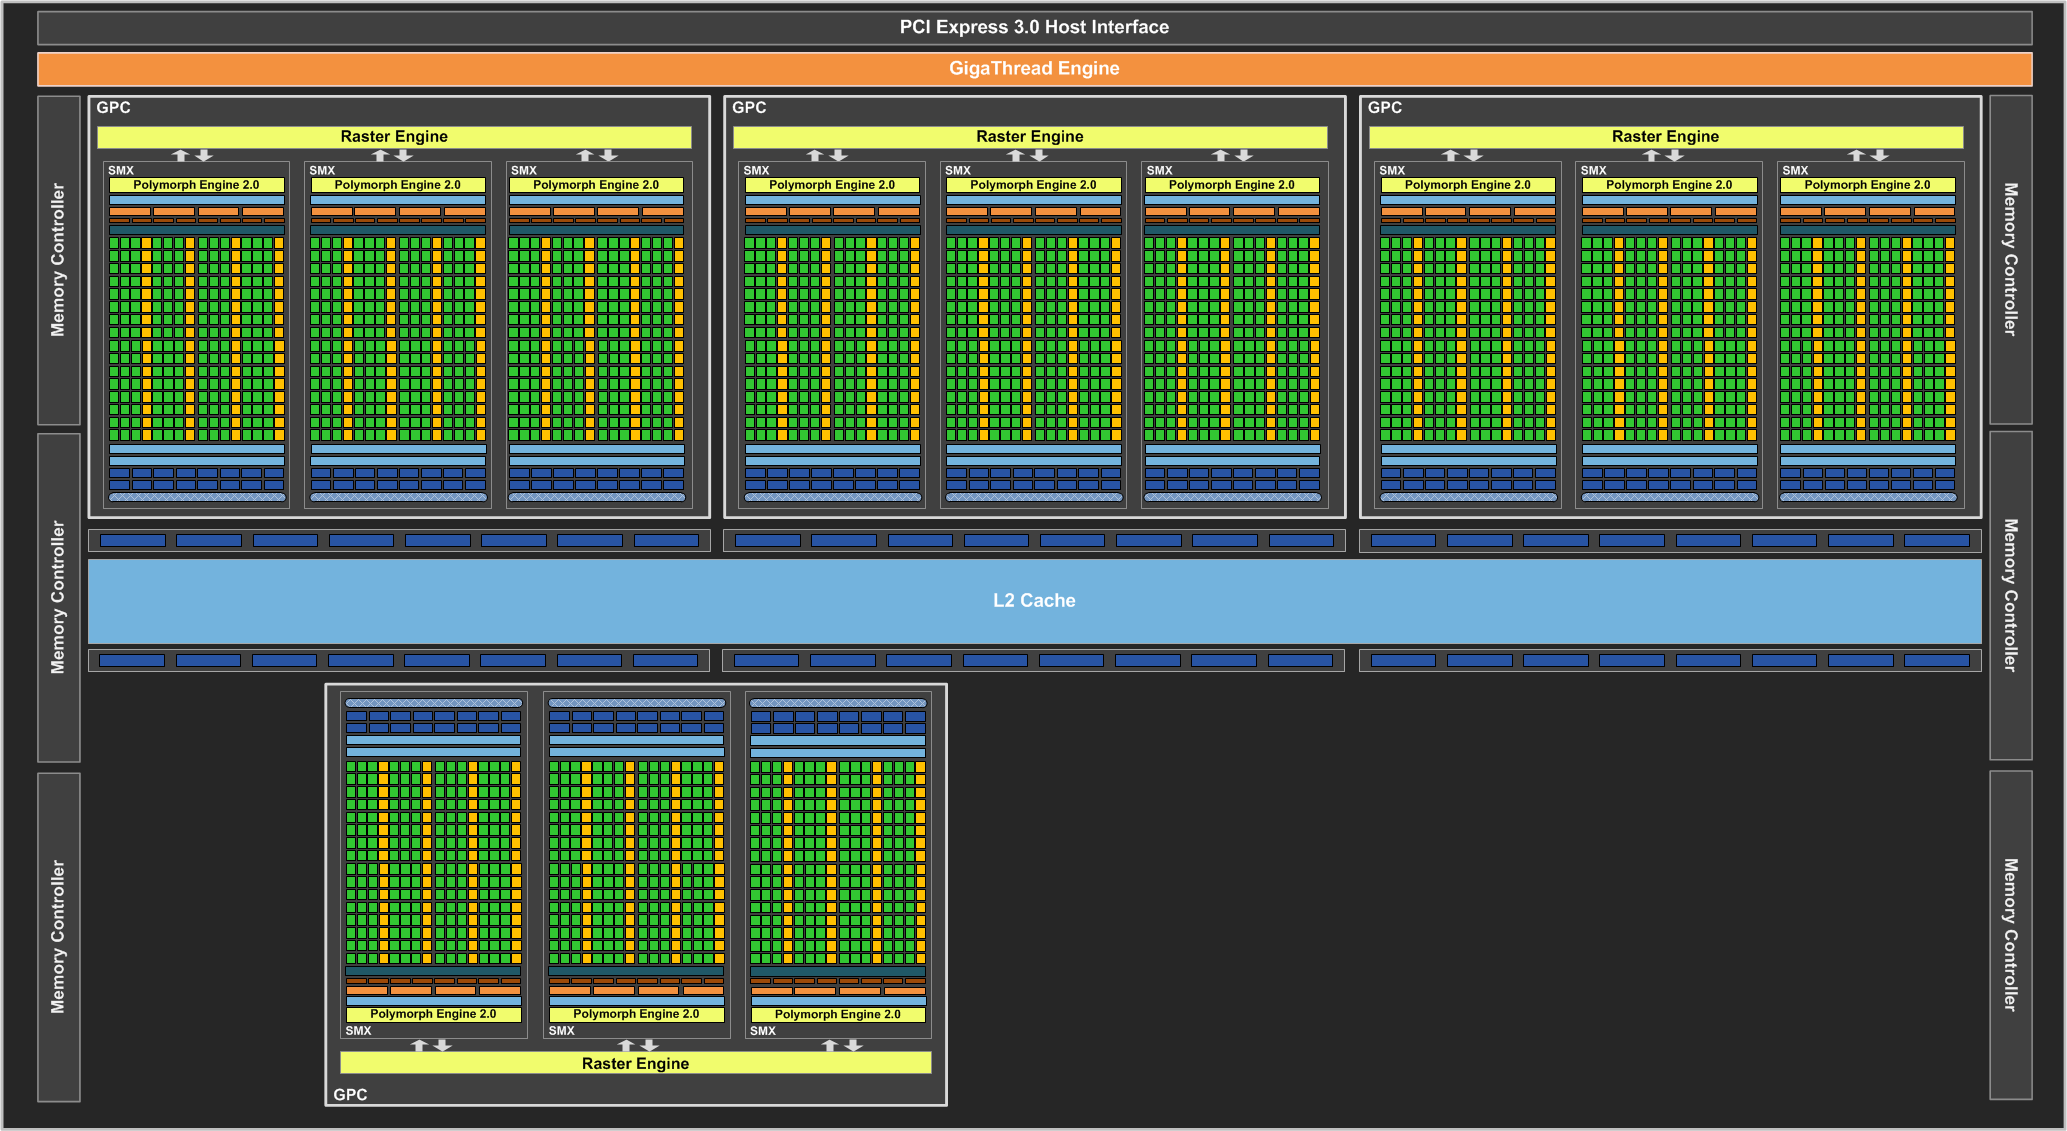 PCI Express 3.0 Host Interface
GigaThread Engine
Memory Controller
Memory Controller
Memory Controller
GPC
Raster Engine
SMX
Polymorph Engine 2.0
SMX
Polymorph Engine 2.0
SMX
Polymorph Engine 2.0
GPC
Raster Engine
SMX
Polymorph Engine 2.0
SMX
Polymorph Engine 2.0
SMX
Polymorph Engine 2.0
GPC
Raster Engine
SMX
Polymorph Engine 2.0
SMX
Polymorph Engine 2.0
SMX
Polymorph Engine 2.0
Memory Controller
Memory Controller
Memory Controller
L2 Cache
Polymorph Engine 2.0
SMX
Polymorph Engine 2.0
SMX
Polymorph Engine 2.0
SMX
Raster Engine
GPC